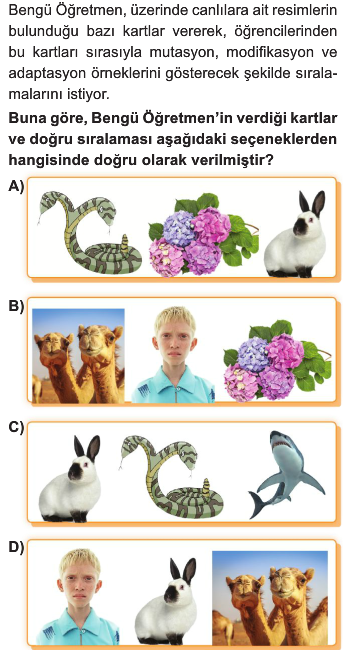 Bengü Öğretmen, üzerinde canlılara ait resimlerin
bulunduğu bazı kartlar vererek, öğrencilerinden
bu kartları sırasıyla mutasyon, modifikasyon ve
adaptasyon örneklerini gösterecek şekilde sırala-
malarını istiyor.
Buna göre, Bengü Öğretmen'in verdiği kartlar
ve doğru sıralaması aşağıdaki seçeneklerden
hangisinde doğru olarak verilmiştir?
A)
B)
C)
D)